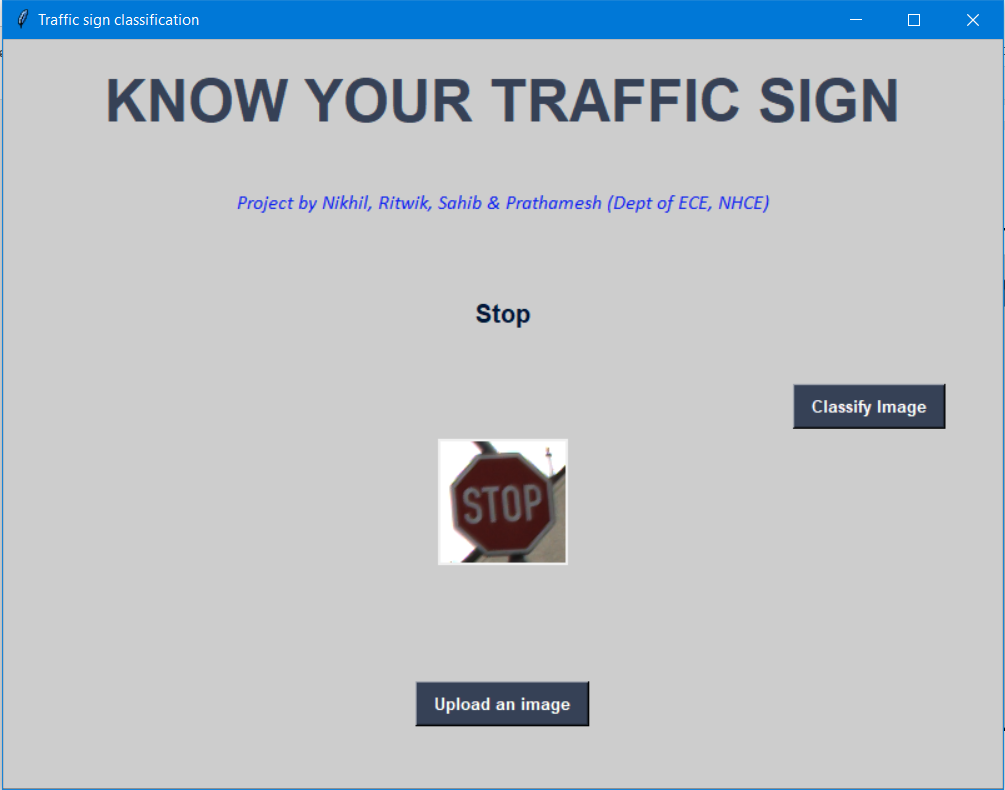 Traffic sign classification
KNOW YOUR TRAFFIC SIGN
Project by Nikhil, Ritwik, Sahib & Prathamesh (Dept of ECE, NHCE)
Stop
Classify Image
STOP
Upload an image